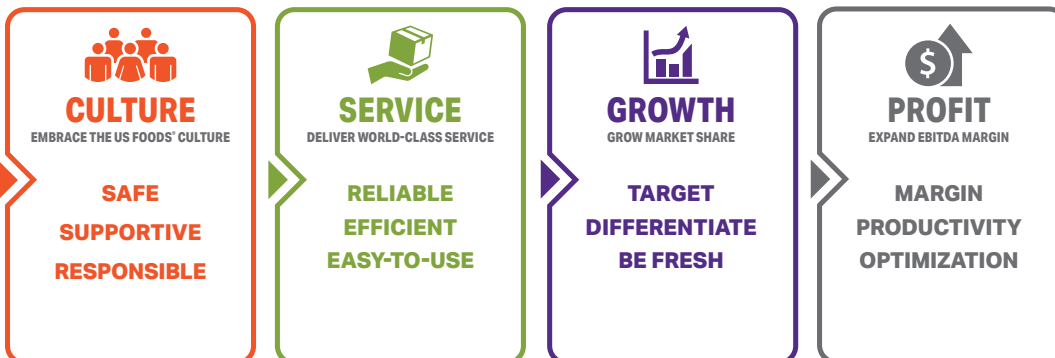 CULTURE
EMBRACE THE US FOODS® CULTURE
SAFE
SUPPORTIVE
RESPONSIBLE
SERVICE
DELIVER WORLD-CLASS SERVICE
RELIABLE
EFFICIENT
EASY-TO-USE
GROWTH
GROW MARKET SHARE
TARGET
DIFFERENTIATE
BE FRESH
$
PROFIT
EXPAND EBITDA MARGIN
MARGIN
PRODUCTIVITY
OPTIMIZATION